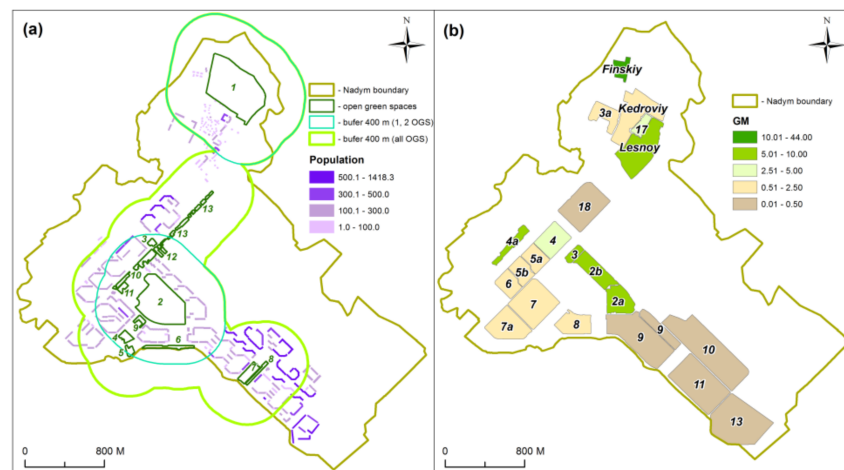 (a)
N
1
- Nadym boundary
- open green spaces
- bufer 400 m (1, 2 OGS)
- bufer 400 m (all OGS)
Population
500.1 - 1418.3
300.1 - 500.0
100.1 - 300.0
1.0 - 100.0
13
13
3
12
10
11
2
9
4
5
6
7
8
0 800 M
(b)
N
Finskiy
- Nadym boundary
Kedroviy
3a
17
Lesnoy
GM
10.01 - 44.00
5.01 - 10.00
2.51 - 5.00
0.51 - 2.50
0.01 - 0.50
18
4a
4
3
5a
5b
2b
6
7
2a
7a
8
9
9
10
11
13
0 800 M